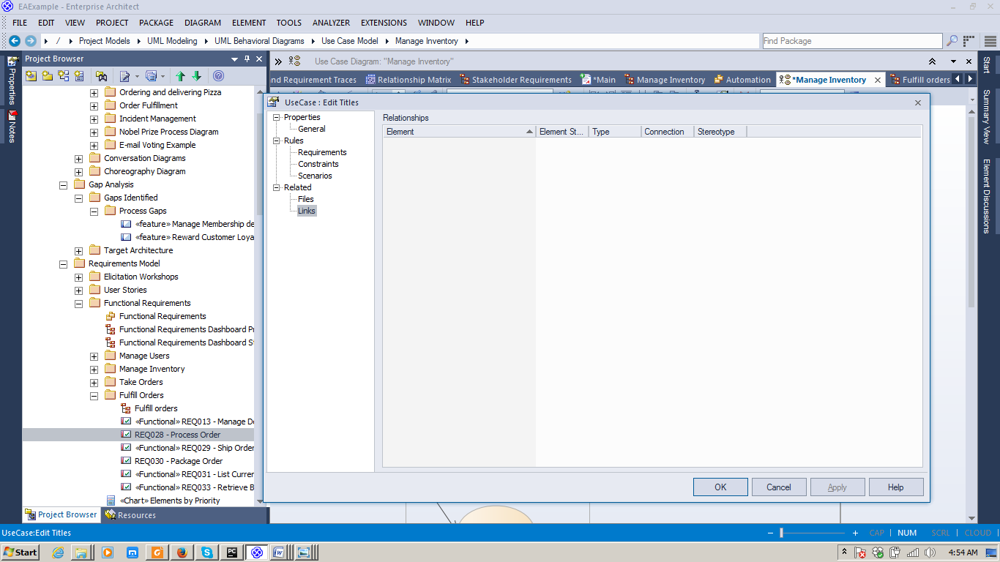 EAExample - Enterprise Architect
FILE EDIT VIEW PROJECT PACKAGE DIAGRAM ELEMENT TOOLS ANALYZER EXTENSIONS WINDOW HELP
/ Project Models UML Modeling UML Behavioral Diagrams Use Case Model Manage Inventory
Find Package
Properties
Notes
Project Browser
Ordering and delivering Pizza
Order Fulfillment
Incident Management
Nobel Prize Process Diagram
E-mail Voting Example
Conversation Diagrams
Choreography Diagram
Gap Analysis
Gaps Identified
Process Gaps
«feature» Manage Membership de
«feature» Reward Customer Loya
Target Architecture
Requirements Model
Elicitation Workshops
User Stories
Functional Requirements
Functional Requirements
Functional Requirements Dashboard Pr
Functional Requirements Dashboard St
Manage Users
Manage Inventory
Take Orders
Fulfill Orders
Fulfill orders
«Functional» REQ013 - Manage De
REQ028 - Process Order
«Functional» REQ029 - Ship Order
REQ030 - Package Order
«Functional» REQ031 - List Curren
«Functional» REQ033 - Retrieve B
«Chart» Elements by Priority
Project Browser Resources
Use Case Diagram: "Manage Inventory"
nd Requirement Traces Relationship Matrix Stakeholder Requirements *Main Manage Inventory Automation *Manage Inventory Fulfill orders
UseCase : Edit Titles
Properties
General
Rules
Requirements
Constraints
Scenarios
Related
Files
Links
Relationships
Element Element St... Type Connection Stereotype
OK Cancel Apply Help
Start
Summary View
Element Discussions
UseCase:Edit Titles
CAP NUM SCRL CLOUD
Start
4:54 AM